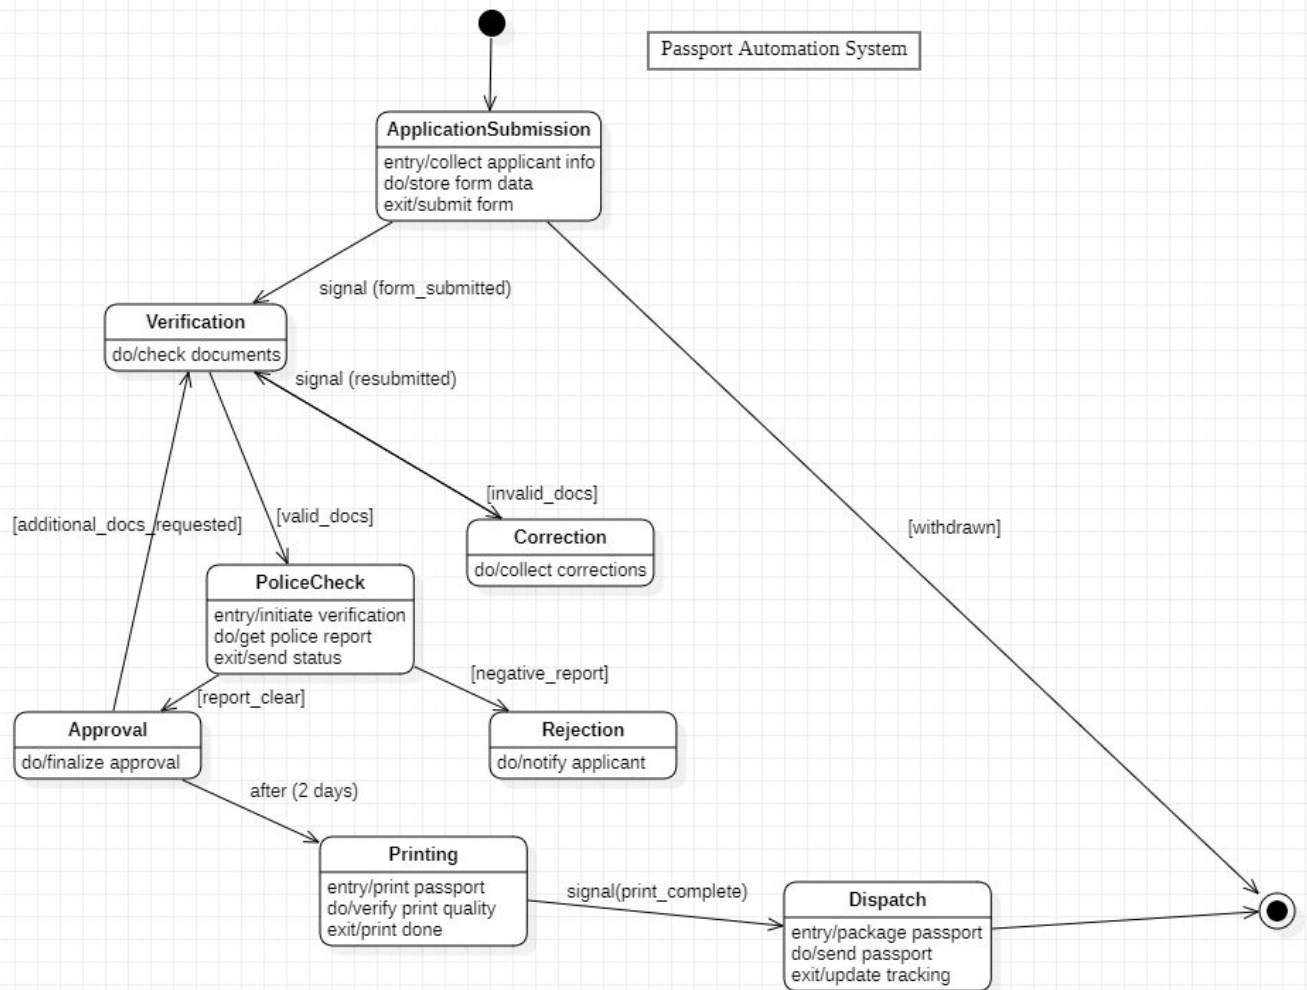 Passport Automation System
ApplicationSubmission
entry/collect applicant info
do/store form data
exit/submit form
signal (form_submitted)
Verification
do/check documents
signal (resubmitted)
[invalid_docs]
[additional_docs_requested]
[valid_docs]
Correction
do/collect corrections
[withdrawn]
PoliceCheck
entry/initiate verification
do/get police report
exit/send status
[report_clear]
[negative_report]
Approval
do/finalize approval
Rejection
do/notify applicant
after (2 days)
Printing
entry/print passport
do/verify print quality
exit/print done
signal(print_complete)
Dispatch
entry/package passport
do/send passport
exit/update tracking